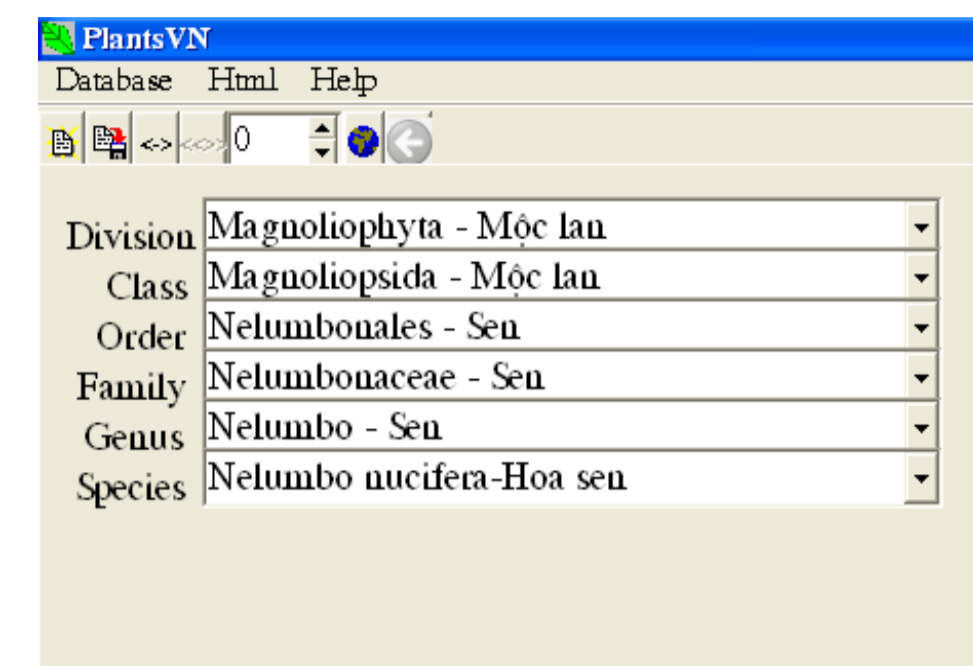 PlantsVN
Database Html Help
<-> <<>> 0
Division Magnoliophyta - Mộc lan
Class Magnoliopsida - Mộc lan
Order Nelumbonales - Sen
Family Nelumbonaceae - Sen
Genus Nelumbo - Sen
Species Nelumbo nucifera-Hoa sen